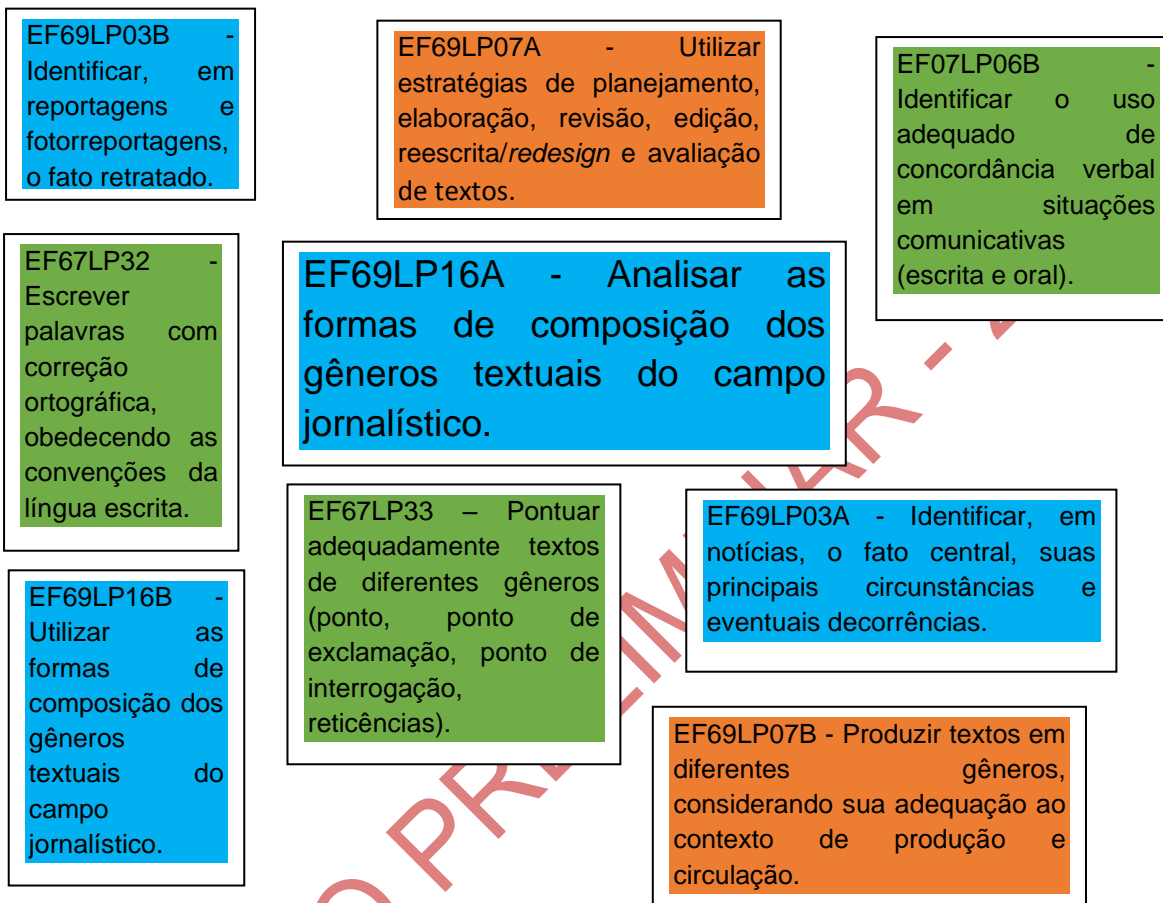 EF69LP03B -
Identificar, em
reportagens e
fotorreportagens,
o fato retratado.
EF69LP07A - Utilizar
estratégias de planejamento,
elaboração, revisão, edição,
reescrita/redesign e avaliação
de textos.
EF07LP06B -
Identificar o uso
adequado de
concordância verbal
em situações
comunicativas
(escrita e oral).
EF67LP32 -
Escrever
palavras com
correção
ortográfica,
obedecendo as
convenções da
língua escrita.
EF69LP16A - Analisar as
formas de composição dos
gêneros textuais do campo
jornalístico.
EF67LP33 – Pontuar
adequadamente textos
de diferentes gêneros
(ponto, ponto de
exclamação, ponto de
interrogação,
reticências).
EF69LP03A - Identificar, em
notícias, o fato central, suas
principais circunstâncias e
eventuais decorrências.
EF69LP16B -
Utilizar as
formas de
composição dos
gêneros
textuais do
campo
jornalístico.
EF69LP07B - Produzir textos em
diferentes gêneros,
considerando sua adequação ao
contexto de produção e
circulação.